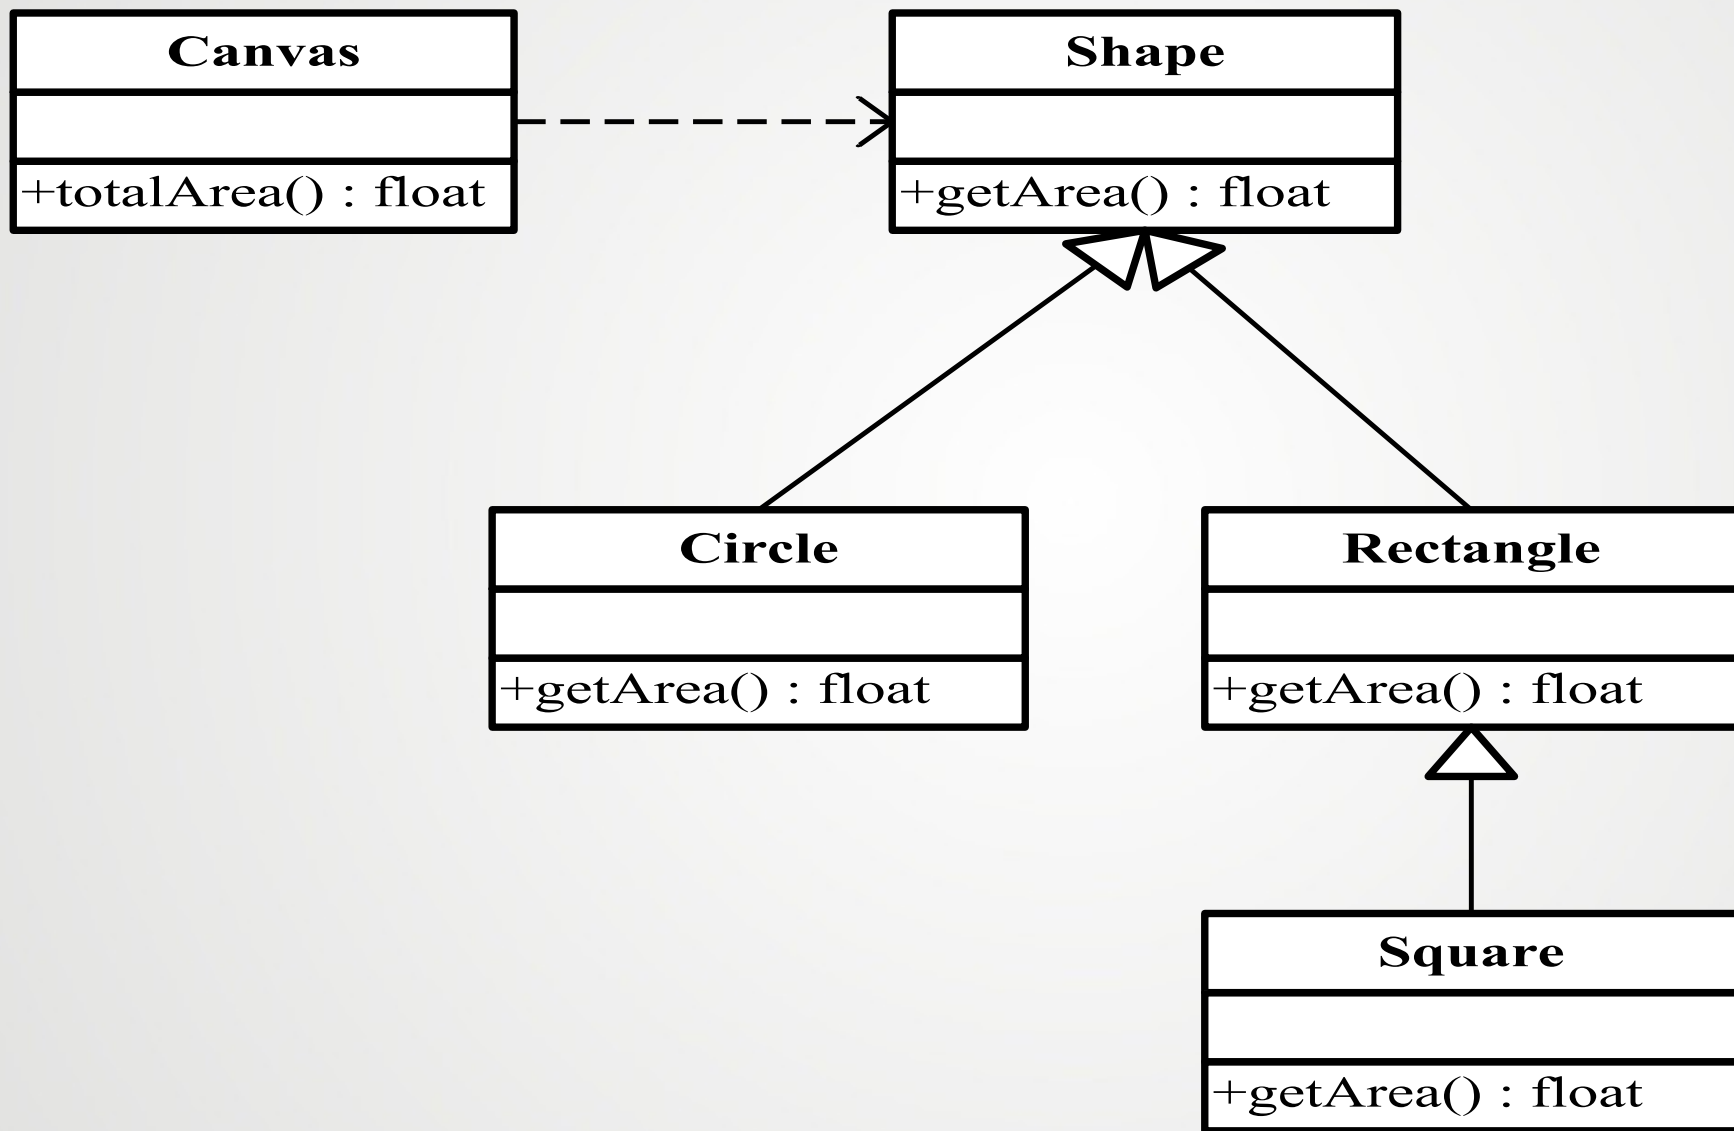 Canvas
+totalArea() : float
Shape
+getArea() : float
Circle
+getArea() : float
Rectangle
+getArea() : float
Square
+getArea() : float